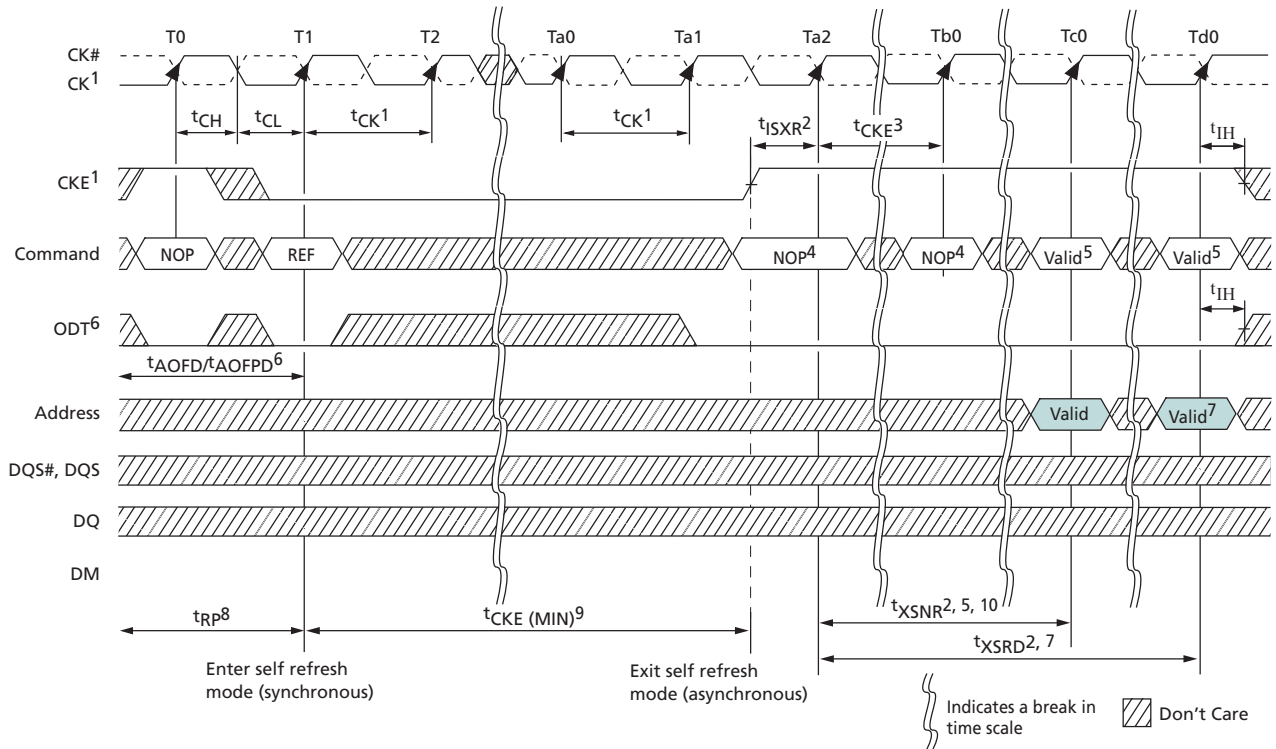 T0 T1 T2 Ta0 Ta1 Ta2 Tb0 Tc0 Td0
CK#
CK1
tCH tCL tCK1 tCK1 tISXR2 tCKE3 tIH
CKE1
Command NOP REF NOP4 NOP4 Valid5 Valid5
tIH
ODT6
tAOFD/tAOFPD6
Address Valid Valid7
DQS#, DQS
DQ
DM
tRP8 tCKE (MIN)9 tXSNR2, 5, 10
tXSRD2, 7
Enter self refresh
mode (synchronous)
Exit self refresh
mode (asynchronous)
Indicates a break in
time scale
Don't Care